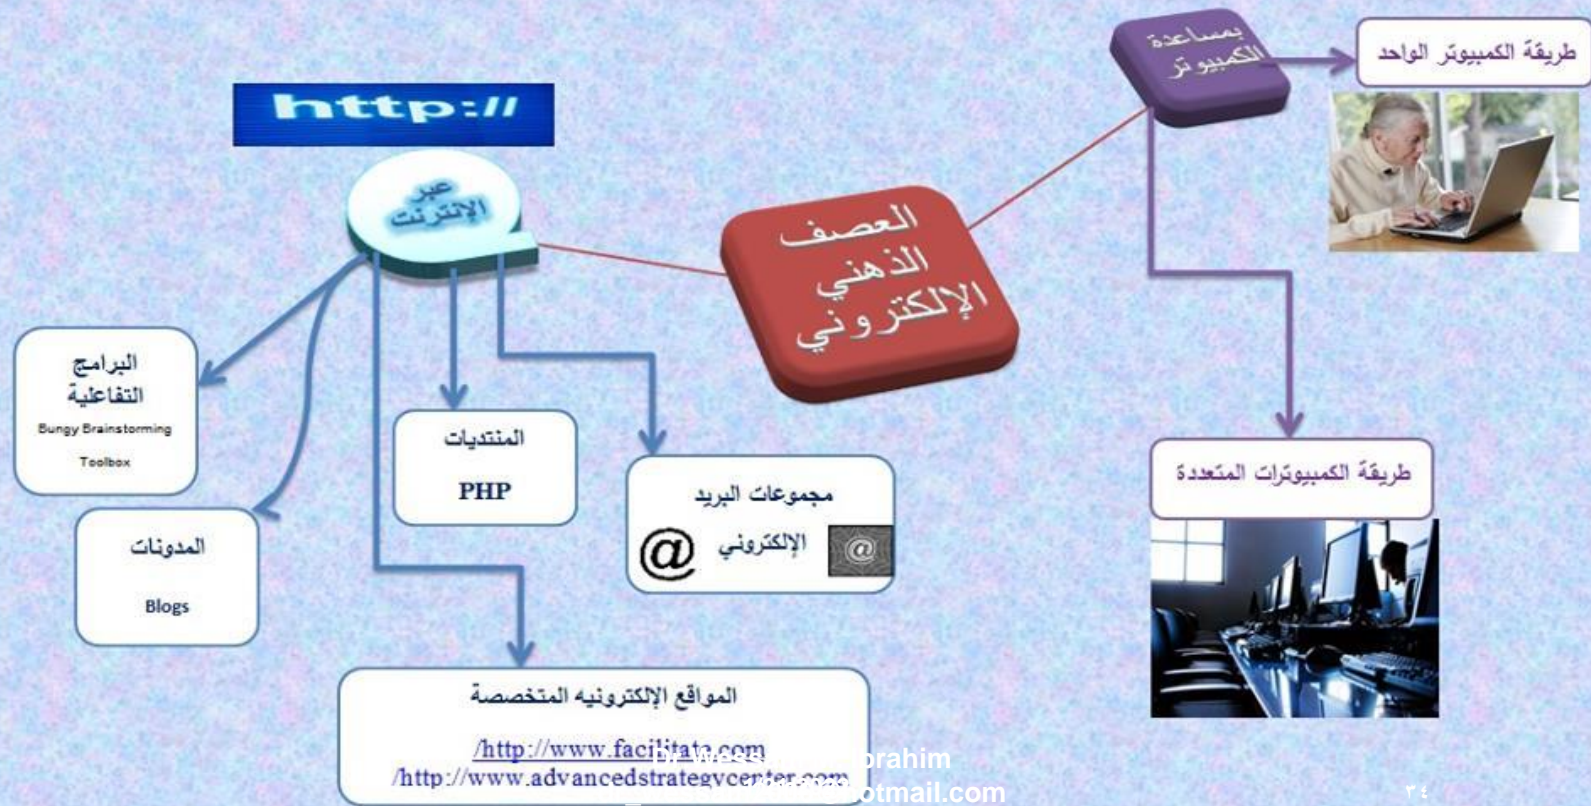 بمساعدة
الكمبيوتر
طريقة الكمبيوتر الواحد
http://
عبر
الإنترنت
العصف
الذهني
الإلكتروني
البرامج
التفاعلية
Bungy Brainstorming
Toolbox
المنتديات
PHP
مجموعات البريد
@ الإلكتروني @
طريقة الكمبيوترات المتعددة
المدونات
Blogs
المواقع الإلكترونيه المتخصصة
/http://www.facilitate.com
/http://www.advancedstrategycenter.com
Dr
otmail.com
٣٤